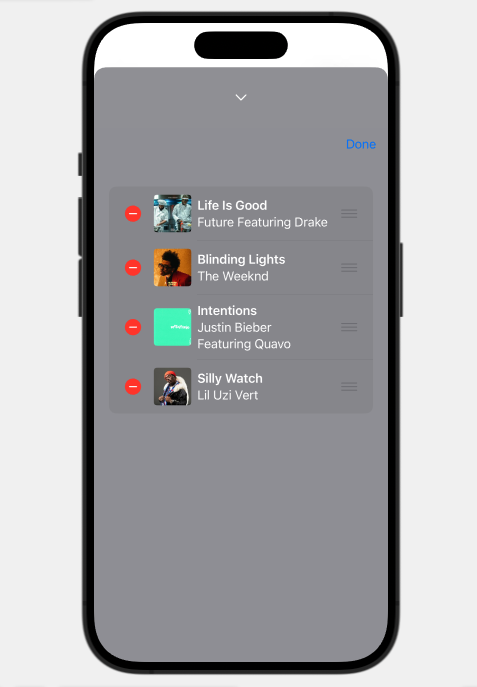 Done
Life Is Good
Future Featuring Drake
Blinding Lights
The Weeknd
Intentions
Justin Bieber
Featuring Quavo
Silly Watch
Lil Uzi Vert